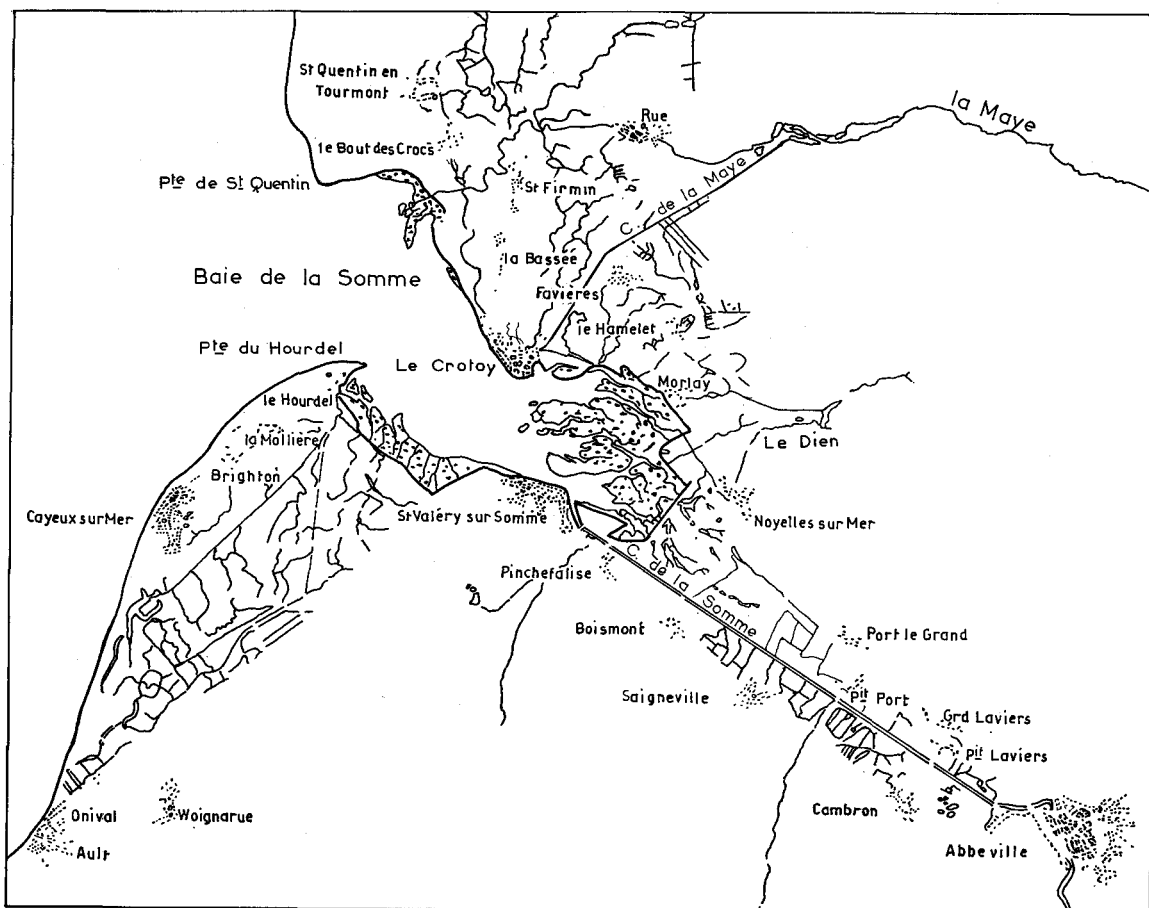 St Quentin en
Tourmont
Rue
la Maye
le Bout des Crocs
Pte de St Quentin
St Firmin
C. de la Maye
la Bassée
Baie de la Somme
Favières
le Hamelet
Pte du Hourdel
Le Crotoy
Morlay
le Hourdel
la Mollière
Le Dien
Brighton
Cayeux sur Mer
St Valéry sur Somme
Noyelles sur Mer
Pinchefalise
C. de la Somme
Boismont
Port le Grand
Saigneville
Pit Port
Grd Laviers
Pit Laviers
Onival
Woignarue
Cambron
Ault
Abbeville